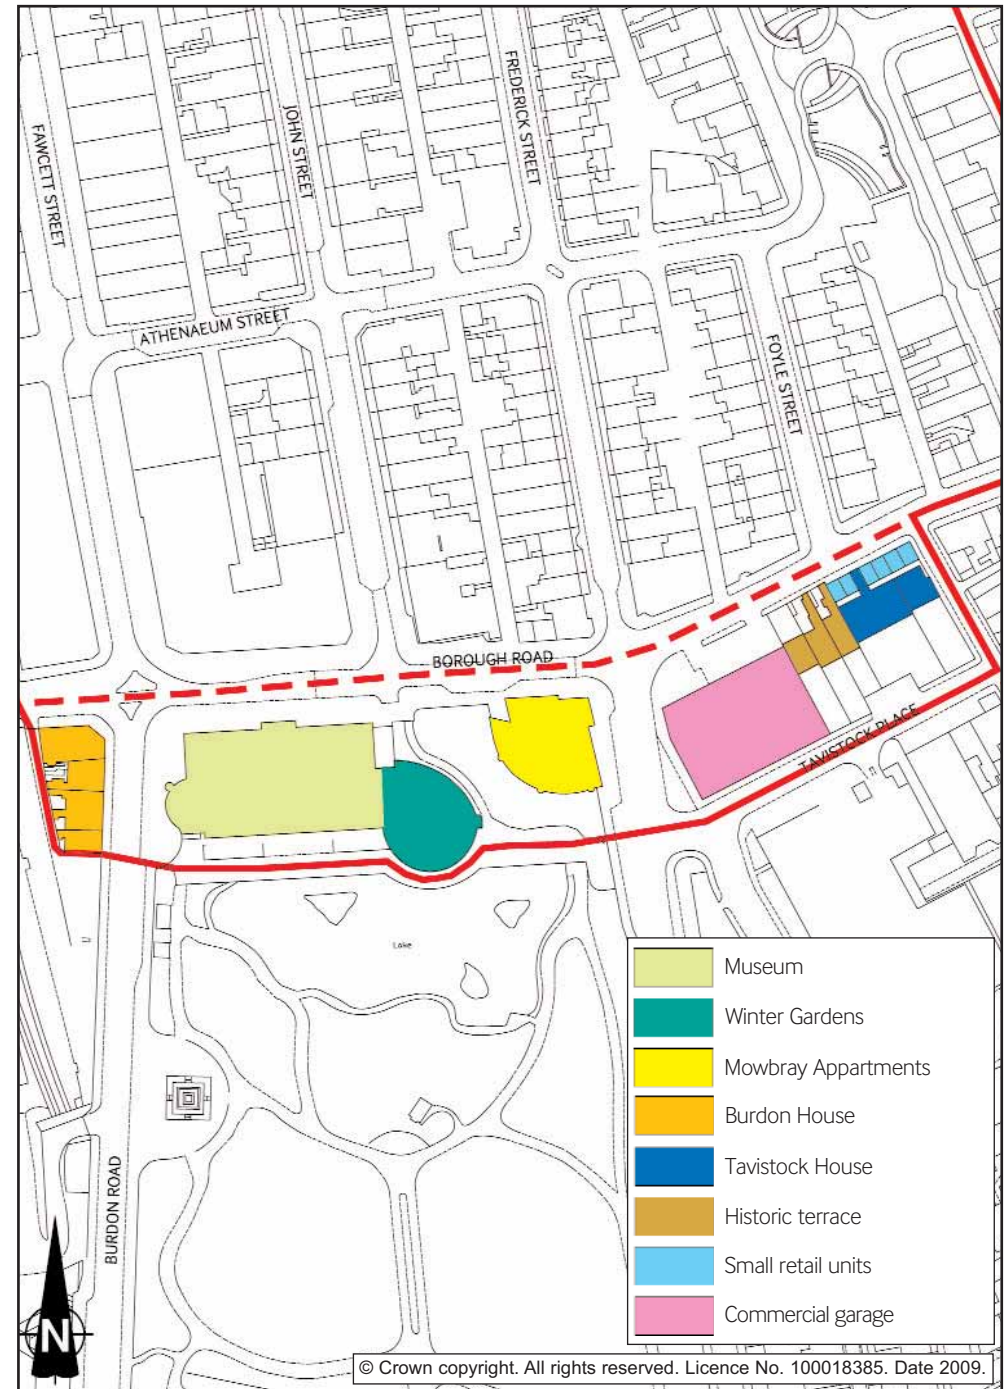 FAWCETT STREET
JOHN STREET
FREDERICK STREET
ATHENAEUM STREET
FOYLE STREET
BOROUGH ROAD
TAVISTOCK PLACE
Lake
BURDON ROAD
Museum
Winter Gardens
Mowbray Appartments
Burdon House
Tavistock House
Historic terrace
Small retail units
Commercial garage
N
© Crown copyright. All rights reserved. Licence No. 100018385. Date 2009.